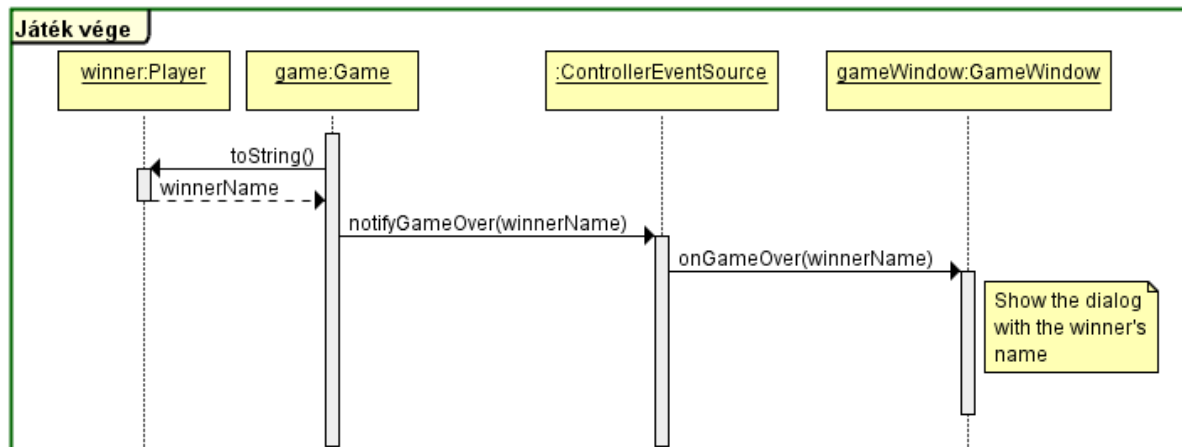 Játék vége
winner:Player
game:Game
:ControllerEventSource
gameWindow:GameWindow
toString()
winnerName
notifyGameOver(winnerName)
onGameOver(winnerName)
Show the dialog
with the winner's
name